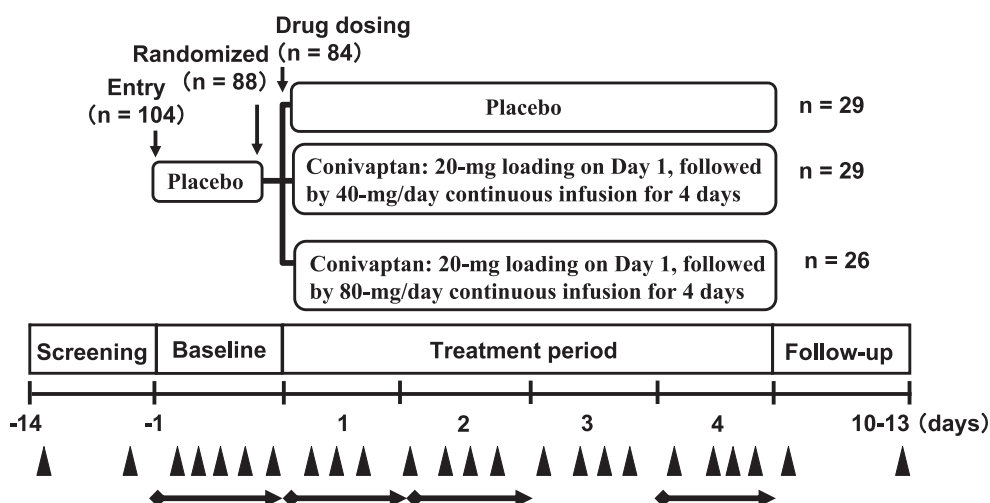 Drug dosing
Randomized (n = 84)
Entry (n = 88)
(n = 104)
Placebo n = 29
Placebo
Conivaptan: 20-mg loading on Day 1, followed
by 40-mg/day continuous infusion for 4 days
n = 29
Conivaptan: 20-mg loading on Day 1, followed
by 80-mg/day continuous infusion for 4 days
n = 26
Screening Baseline Treatment period Follow-up
-14 -1 1 2 3 4 10-13 (days)